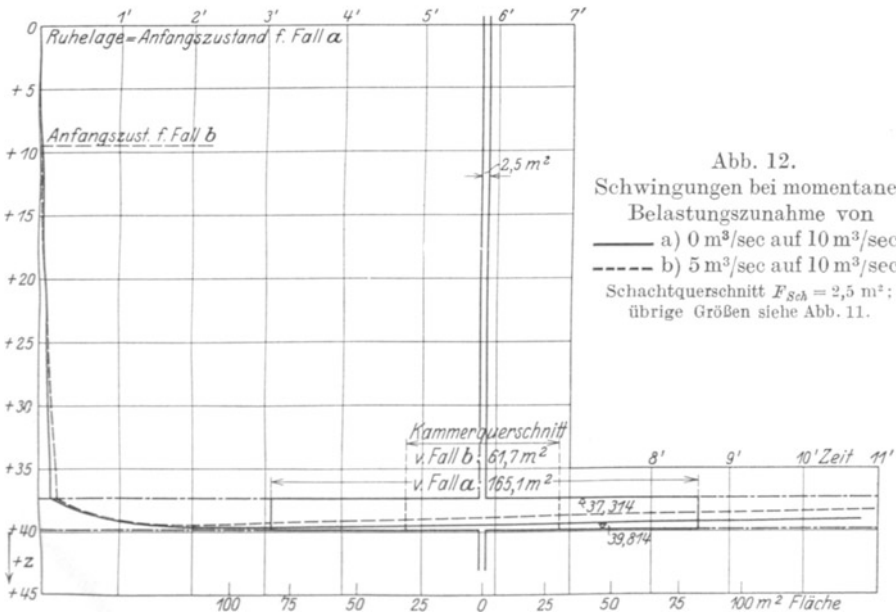 0 1' 2' 3' 4' 5' 6' 7'
Ruhelage=Anfangszustand f. Fall a
+5
Anfangszust. f. Fall b
+10
2,5 m²
+15
+20
+25
+30
Kammerquerschnitt
v. Fall b: 61,7 m²
v. Fall a: 165,1 m²
+35
8' 9' 10' Zeit 11'
37,314
+40
39,814
+z
+45
100 75 50 25 0 25 50 75 100 m² Fläche
Abb. 12.
Schwingungen bei momentane
Belastungszunahme von
a) 0 m³/sec auf 10 m³/sec
b) 5 m³/sec auf 10 m³/sec
Schachtquerschnitt F_Sch = 2,5 m²;
übrige Größen siehe Abb. 11.